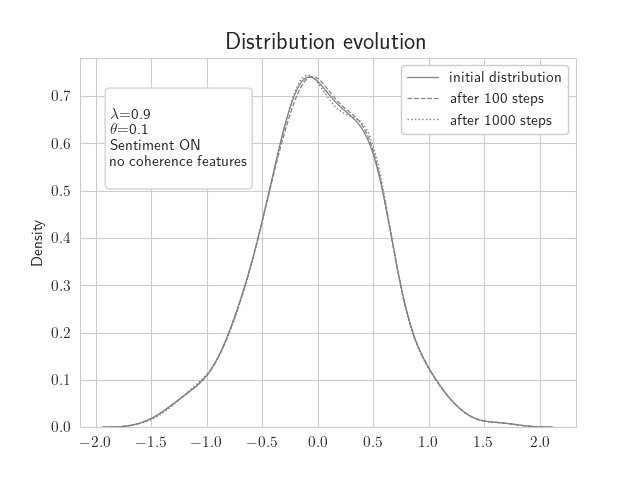 Distribution evolution
λ=0.9
θ=0.1
Sentiment ON
no coherence features
initial distribution
after 100 steps
after 1000 steps
Density
0.7
0.6
0.5
0.4
0.3
0.2
0.1
0.0
−2.0 −1.5 −1.0 −0.5 0.0 0.5 1.0 1.5 2.0